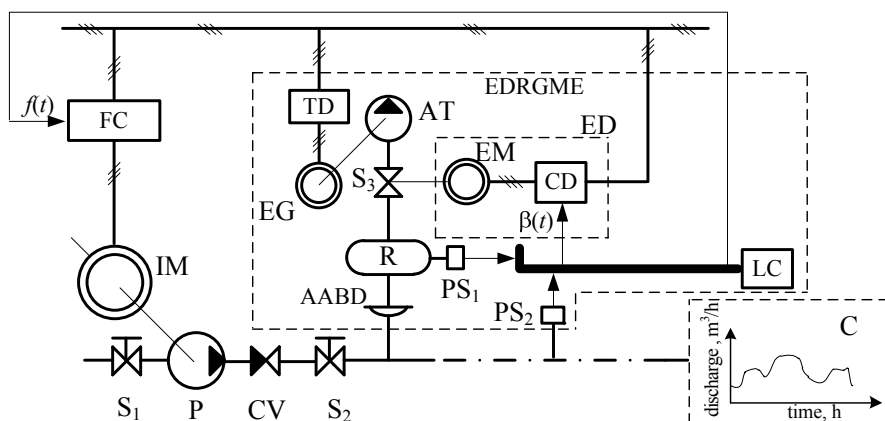 EDRGME
f(t)
FC
TD
AT
ED
EM
CD
S3
EG
β(t)
IM
R
LC
PS1
AABD
PS2
C
discharge, m³/h
time, h
S1
P
CV
S2